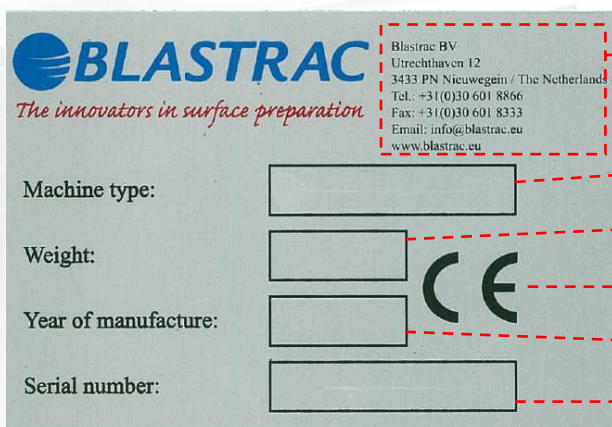 BLASTRAC
The innovators in surface preparation
Blastrac BV
Utrechthaven 12
3433 PN Nieuwegein / The Netherlands
Tel.: +31(0)30 601 8866
Fax: +31(0)30 601 8333
Email: info@blastrac.eu
www.blastrac.eu
Machine type:
Weight:
CE
Year of manufacture:
Serial number: